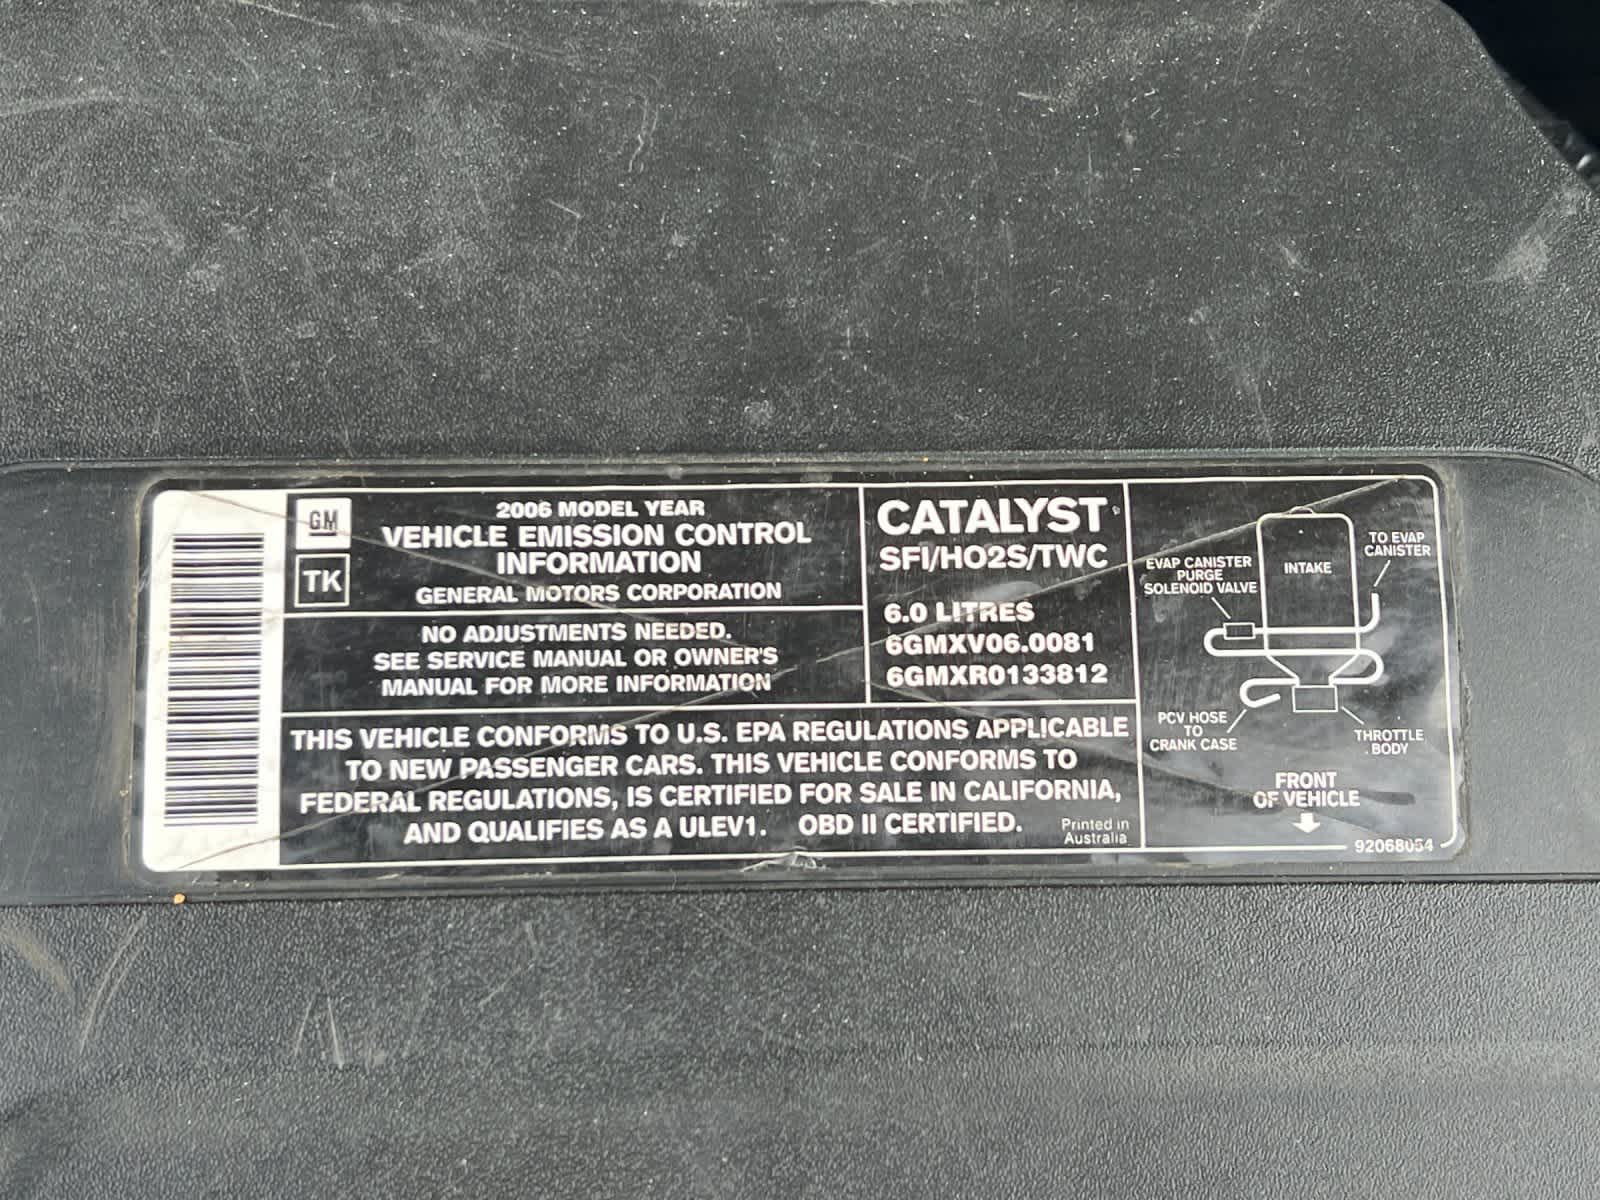 GM
TK
2006 MODEL YEAR
VEHICLE EMISSION CONTROL
INFORMATION
GENERAL MOTORS CORPORATION
NO ADJUSTMENTS NEEDED.
SEE SERVICE MANUAL OR OWNER'S
MANUAL FOR MORE INFORMATION
CATALYST
SFI/HO2S/TWC
6.0 LITRES
6GMXV06.0081
6GMXR0133812
THIS VEHICLE CONFORMS TO U.S. EPA REGULATIONS APPLICABLE
TO NEW PASSENGER CARS. THIS VEHICLE CONFORMS TO
FEDERAL REGULATIONS, IS CERTIFIED FOR SALE IN CALIFORNIA,
AND QUALIFIES AS A ULEV1. OBD II CERTIFIED.
Printed in
Australia
EVAP CANISTER
PURGE
SOLENOID VALVE
INTAKE
TO EVAP
CANISTER
PCV HOSE
TO
CRANK CASE
THROTTLE
BODY
FRONT
OF VEHICLE
92068054